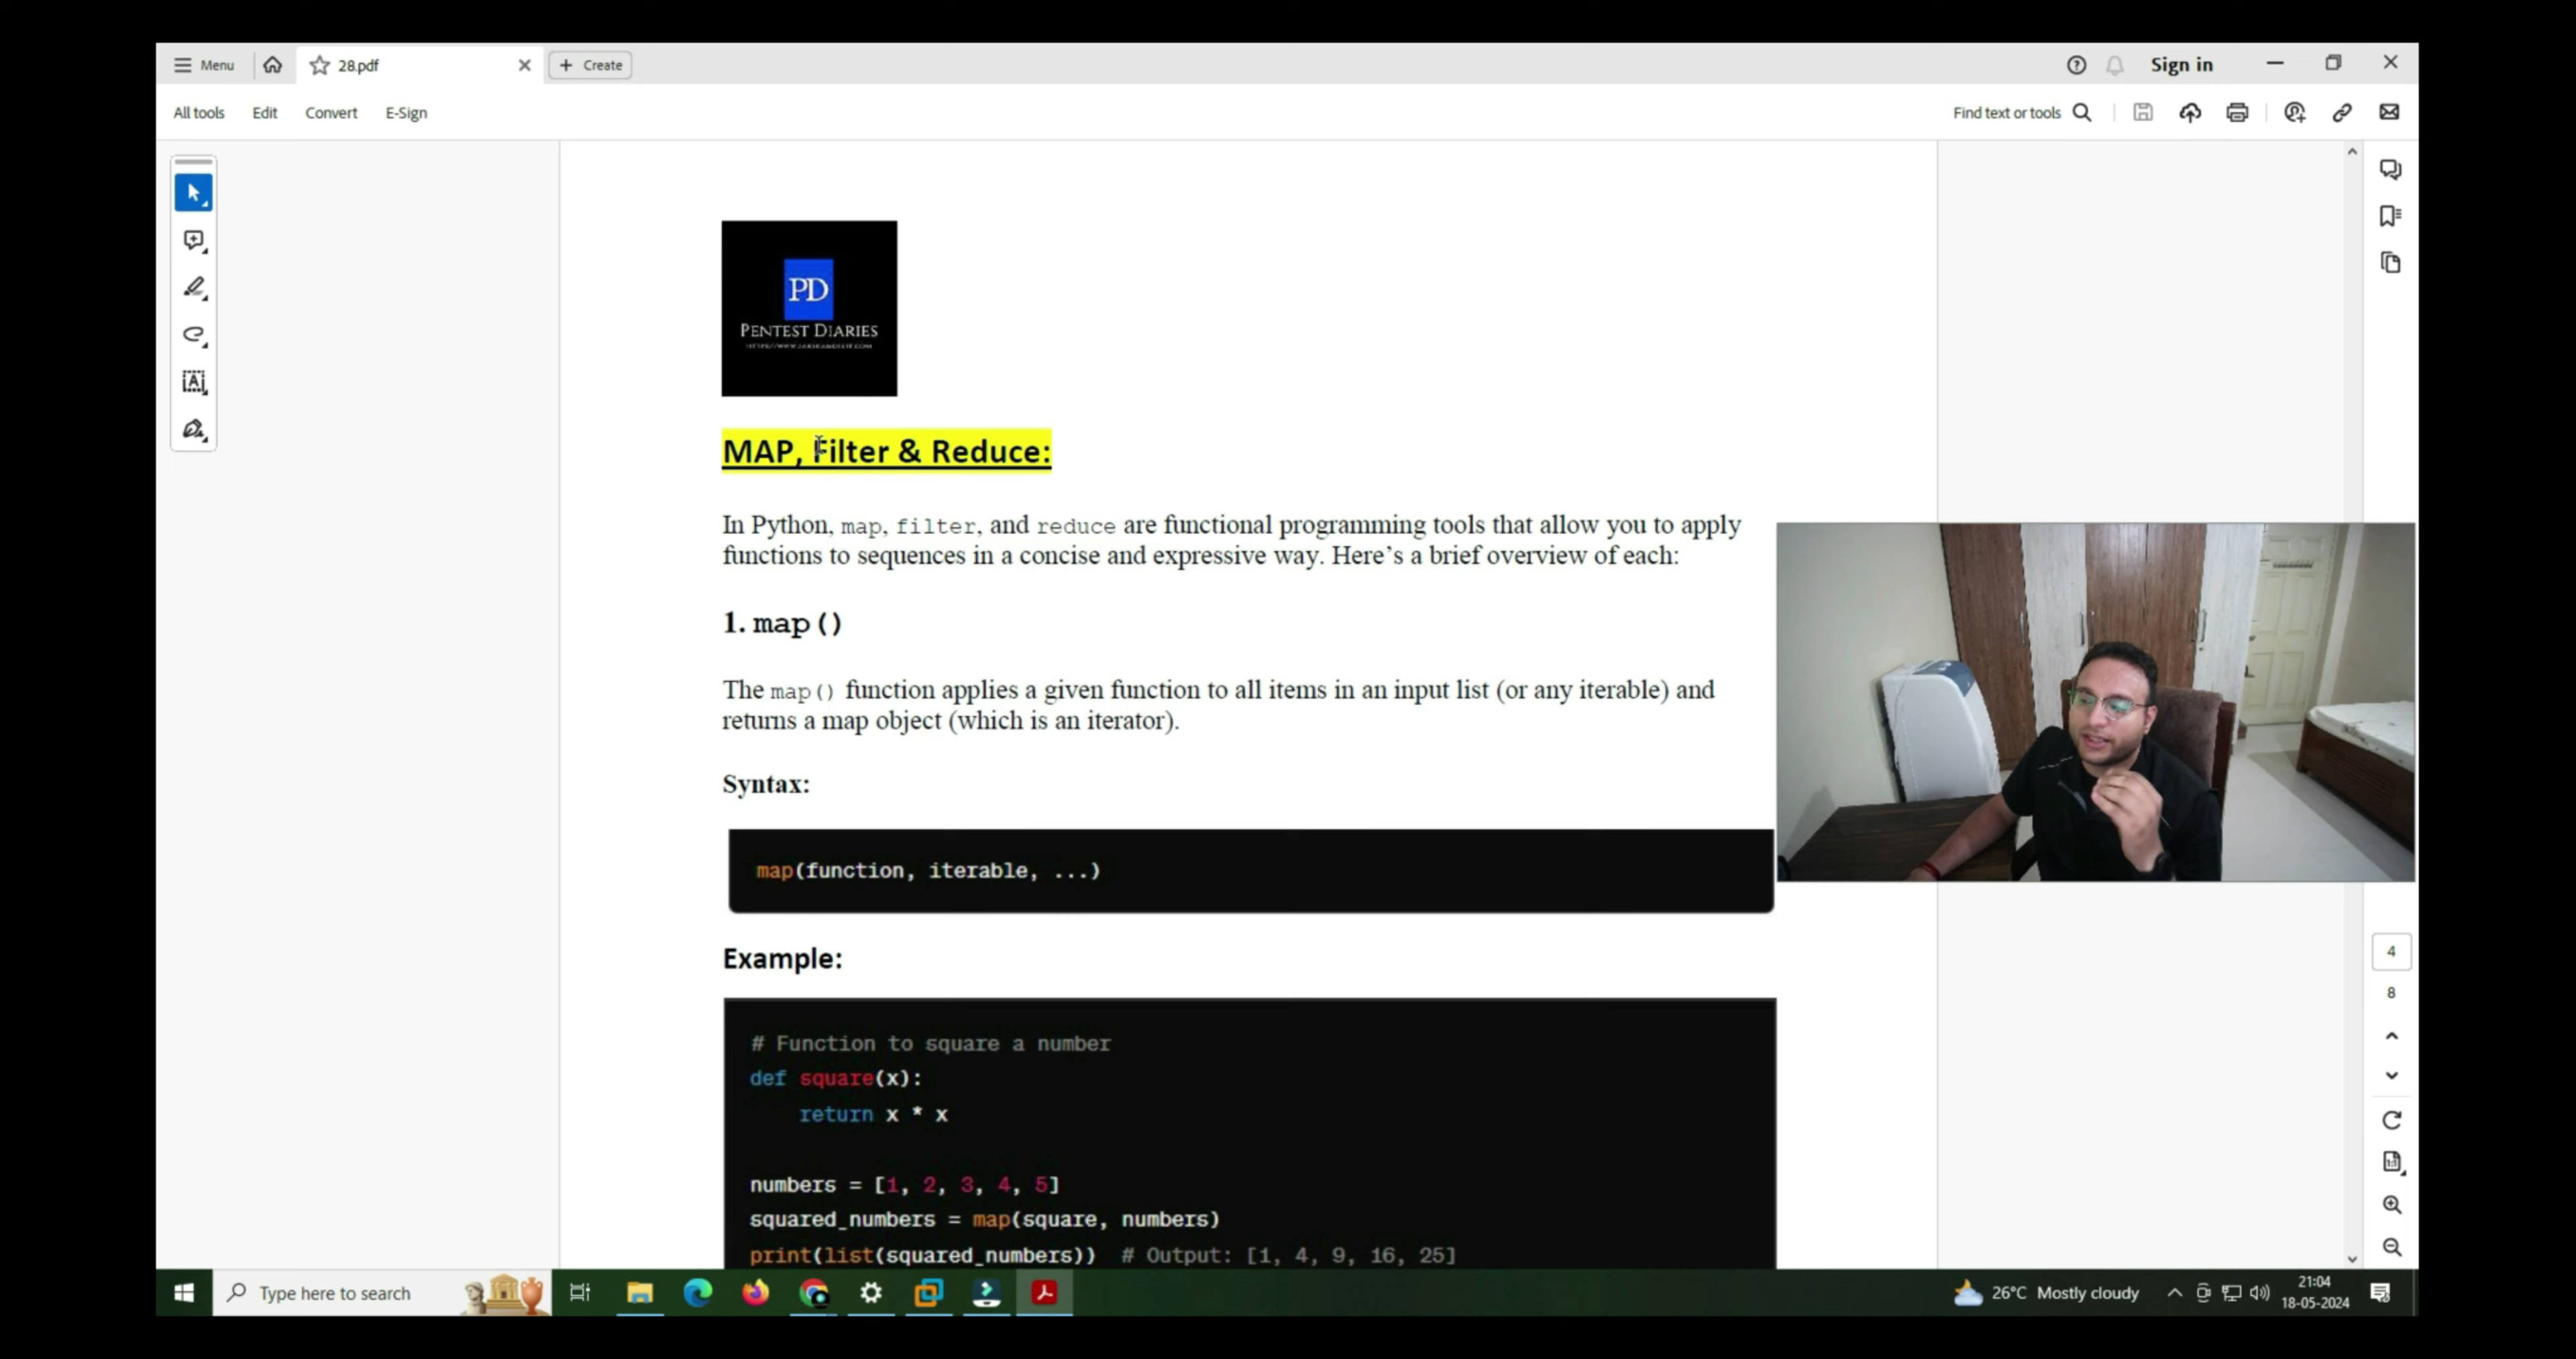 Menu
28.pdf
Create
Sign in
All tools
Edit
Convert
E-Sign
Find text or tools
PD
PENTEST DIARIES
MAP, Filter & Reduce:
In Python, map, filter, and reduce are functional programming tools that allow you to apply
functions to sequences in a concise and expressive way. Here's a brief overview of each:
1. map()
The map() function applies a given function to all items in an input list (or any iterable) and
returns a map object (which is an iterator).
Syntax:
map(function, iterable, ...)
Example:
# Function to square a number
def square(x):
    return x * x
numbers = [1, 2, 3, 4, 5]
squared_numbers = map(square, numbers)
print(list(squared_numbers))  # Output: [1, 4, 9, 16, 25]
4
8
Type here to search
26°C Mostly cloudy
21:04
18-05-2024